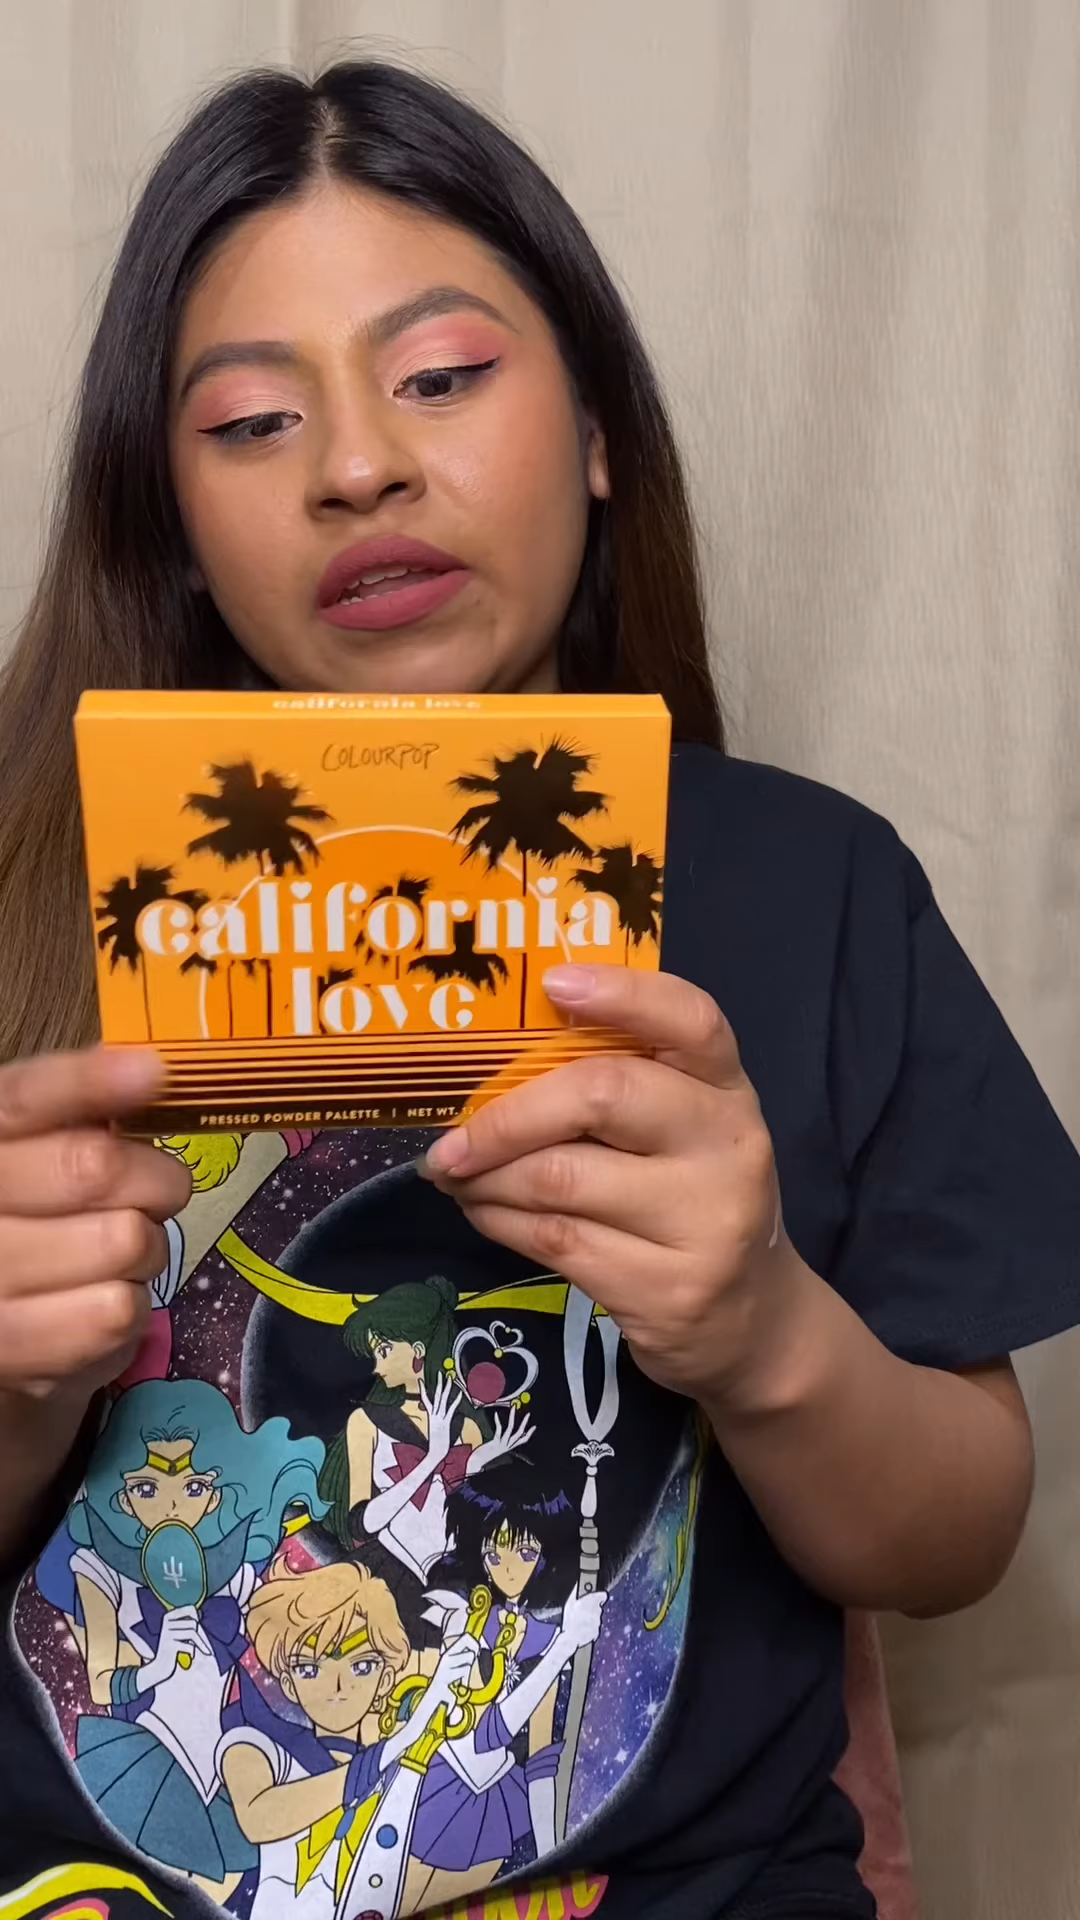 california love
COLOURPOP
california
love
PRESSED POWDER PALETTE | NET WT.